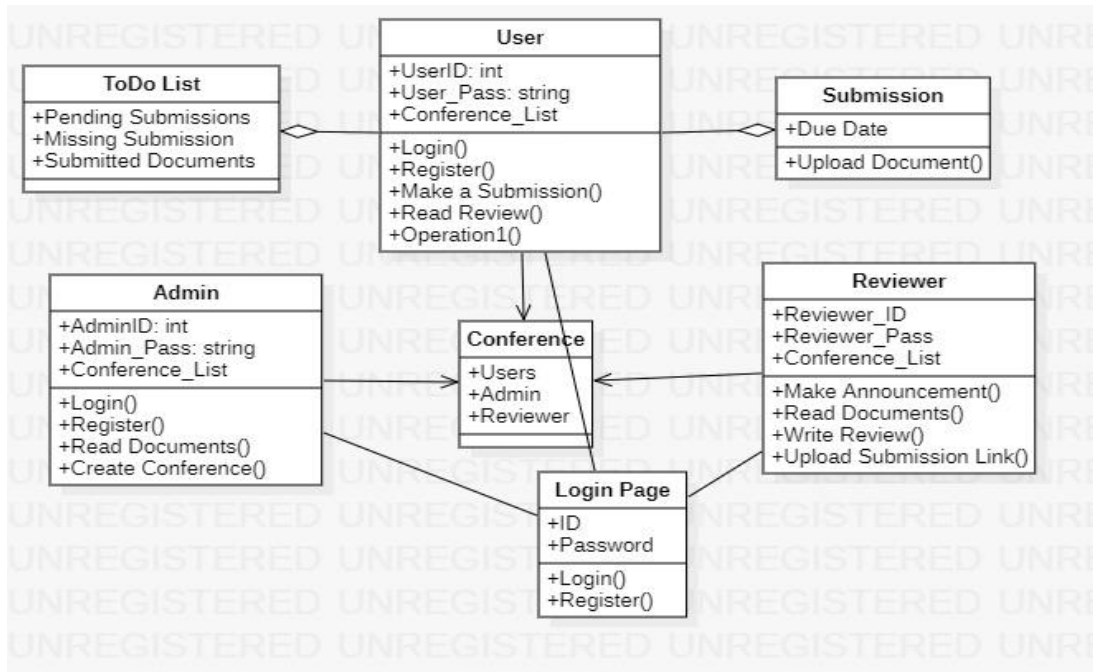 UNREGISTERED
User
+UserID: int
+User_Pass: string
+Conference_List
+Login()
+Register()
+Make a Submission()
+Read Review()
+Operation1()
ToDo List
+Pending Submissions
+Missing Submission
+Submitted Documents
Submission
+Due Date
+Upload Document()
Admin
+AdminID: int
+Admin_Pass: string
+Conference_List
+Login()
+Register()
+Read Documents()
+Create Conference()
Conference
+Users
+Admin
+Reviewer
Reviewer
+Reviewer_ID
+Reviewer_Pass
+Conference_List
+Make Announcement()
+Read Documents()
+Write Review()
+Upload Submission Link()
Login Page
+ID
+Password
+Login()
+Register()